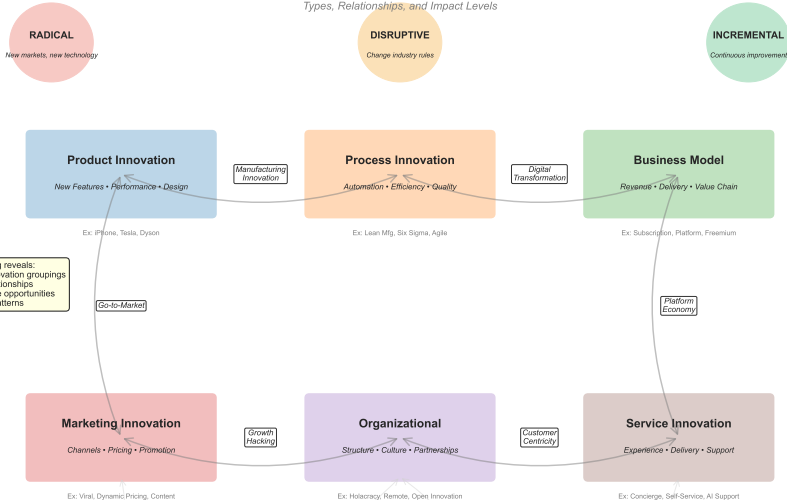 Types, Relationships, and Impact Levels
RADICAL
New markets, new technology
DISRUPTIVE
Change industry rules
INCREMENTAL
Continuous improvement
Product Innovation
New Features • Performance • Design
Ex: iPhone, Tesla, Dyson
Manufacturing
Innovation
Process Innovation
Automation • Efficiency • Quality
Ex: Lean Mfg, Six Sigma, Agile
Digital
Transformation
Business Model
Revenue • Delivery • Value Chain
Ex: Subscription, Platform, Freemium
reveals:
groupings
opportunities
Go-to-Market
Platform
Economy
Marketing Innovation
Channels • Pricing • Promotion
Ex: Viral, Dynamic Pricing, Content
Growth
Hacking
Organizational
Structure • Culture • Partnerships
Ex: Holacracy, Remote, Open Innovation
Customer
Centricity
Service Innovation
Experience • Delivery • Support
Ex: Concierge, Self-Service, AI Support